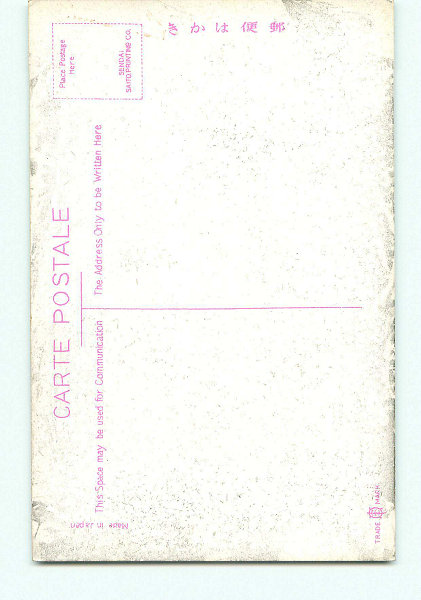 きかは便郵
Place Postage
here
SENDAI
SAITO PRINTING CO.
CARTE POSTALE
This Space may be used for Communication
The Address Only to be Written Here
Made in Japan
TRADE MARK